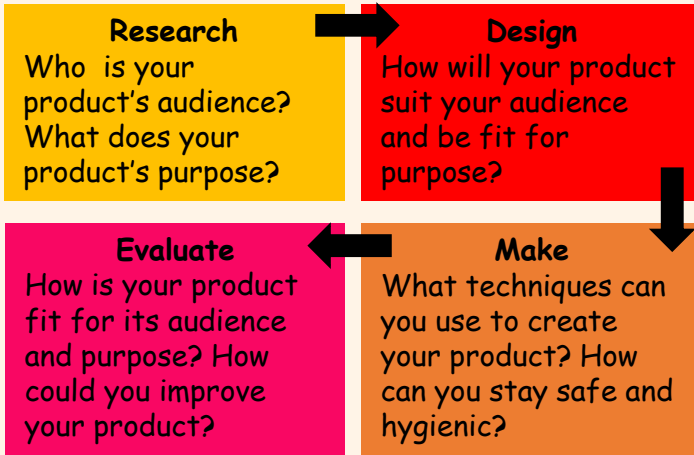 Research
Who is your
product's audience?
What does your
product's purpose?
Design
How will your product
suit your audience
and be fit for
purpose?
Make
What techniques can
you use to create
your product? How
can you stay safe and
hygienic?
Evaluate
How is your product
fit for its audience
and purpose? How
could you improve
your product?